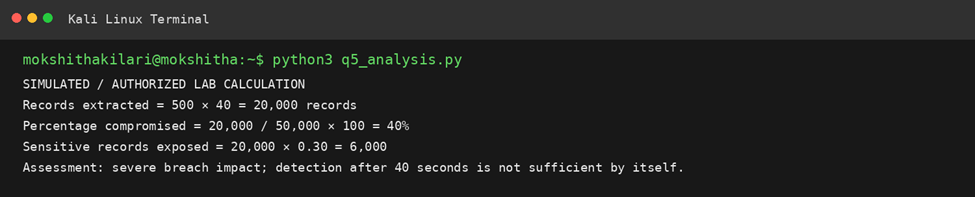 Kali Linux Terminal
mokshithakilari@mokshitha:~$ python3 q5_analysis.py
SIMULATED / AUTHORIZED LAB CALCULATION
Records extracted = 500 × 40 = 20,000 records
Percentage compromised = 20,000 / 50,000 × 100 = 40%
Sensitive records exposed = 20,000 × 0.30 = 6,000
Assessment: severe breach impact; detection after 40 seconds is not sufficient by itself.